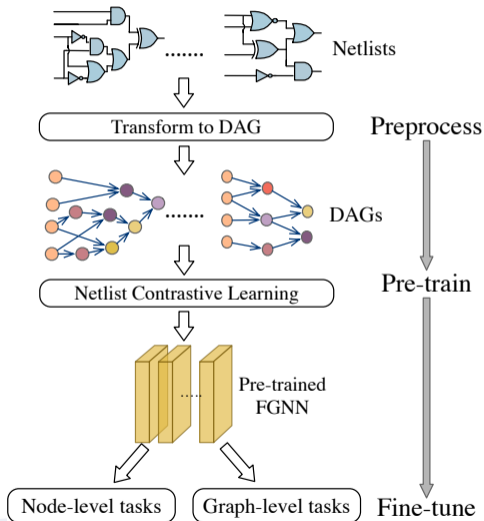 Netlists
Transform to DAG
Preprocess
DAGs
Netlist Contrastive Learning
Pre-train
Pre-trained
FGNN
Node-level tasks
Graph-level tasks
Fine-tune